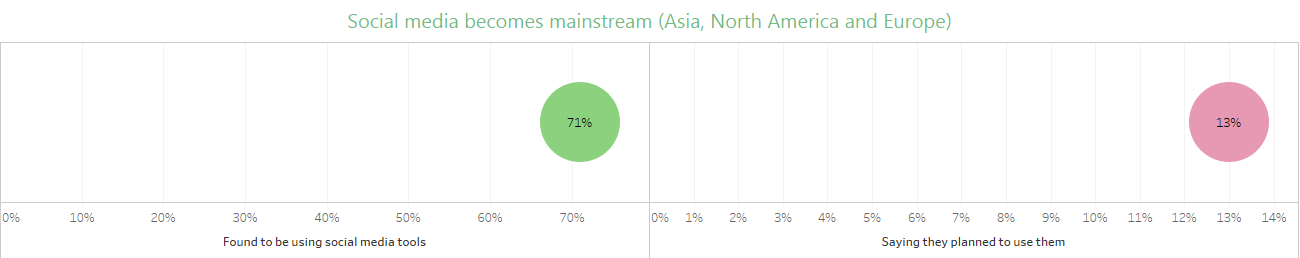 Social media becomes mainstream (Asia, North America and Europe)
71%
13%
0% 10% 20% 30% 40% 50% 60% 70%
0% 1% 2% 3% 4% 5% 6% 7% 8% 9% 10% 11% 12% 13% 14%
Found to be using social media tools
Saying they planned to use them